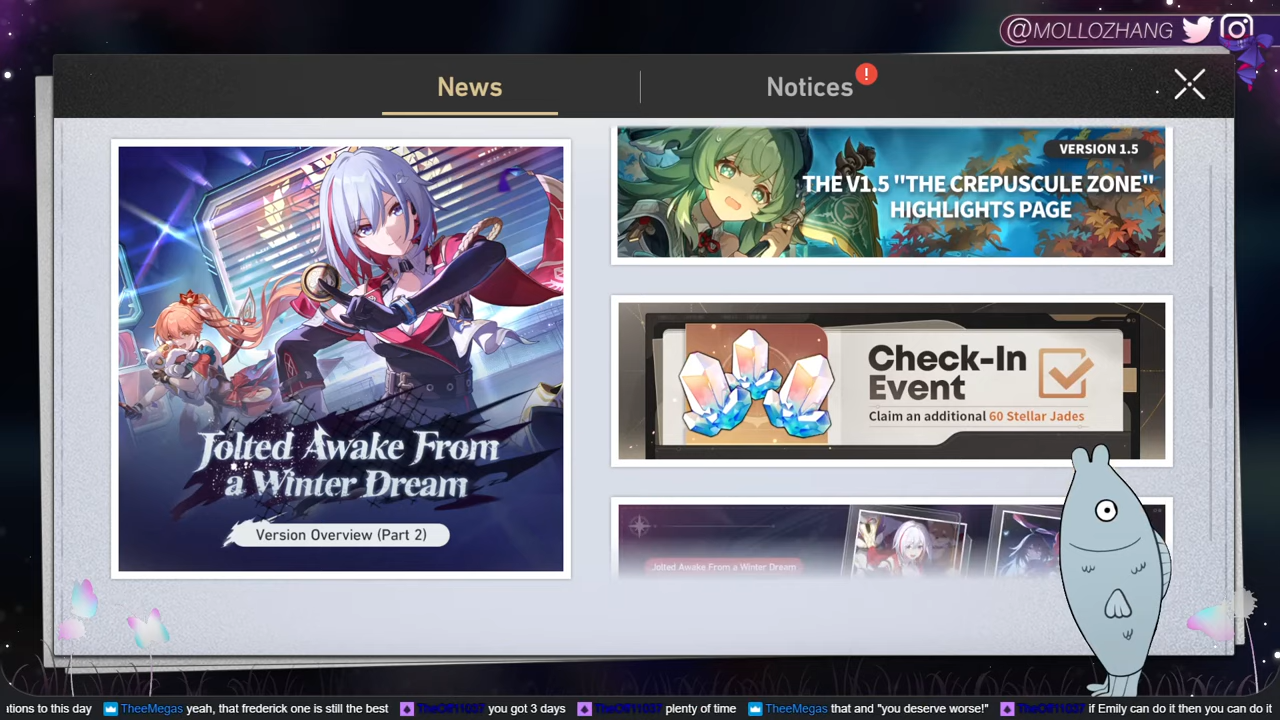 @MOLLOZHANG
News
Notices
!
VERSION 1.5
THE V1.5 "THE CREPUSCULE ZONE"
HIGHLIGHTS PAGE
Jolted Awake From
a Winter Dream
Version Overview (Part 2)
Check-In
Event
Claim an additional 60 Stellar Jades
Jolted Awake From a Winter Dream
itions to this day TheeMegas yeah, that frederick one is still the best you got 3 days plenty of time TheeMegas that and "you deserve worse!" if Emily can do it then you can do it